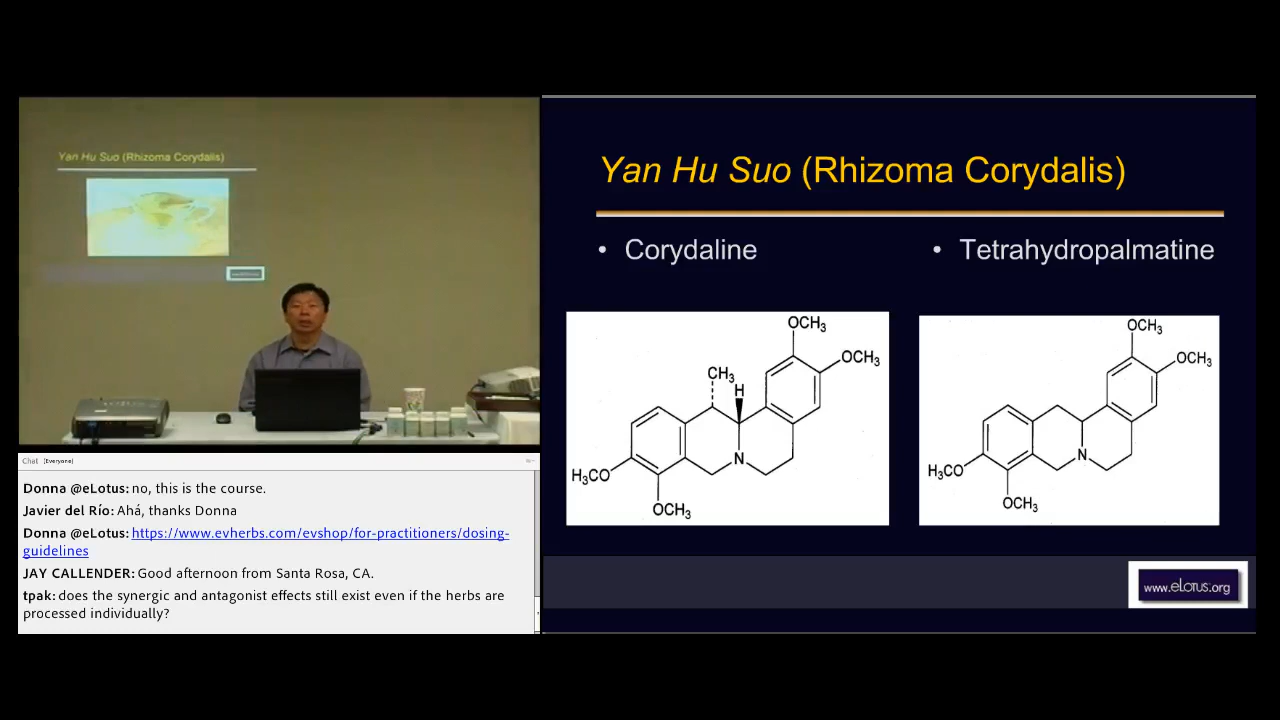 Yan Hu Suo (Rhizoma Corydalis)
Yan Hu Suo (Rhizoma Corydalis)
• Corydaline
• Tetrahydropalmatine
OCH3
OCH3
CH3
H
N
H3CO
OCH3
OCH3
OCH3
N
H3CO
OCH3
www.eLotus.org
Chat (Everyone)
Donna @eLotus: no, this is the course.
Javier del Río: Ahá, thanks Donna
Donna @eLotus: https://www.evherbs.com/evshop/for-practitioners/dosing-
guidelines
JAY CALLENDER: Good afternoon from Santa Rosa, CA.
tpak: does the synergic and antagonist effects still exist even if the herbs are
processed individually?